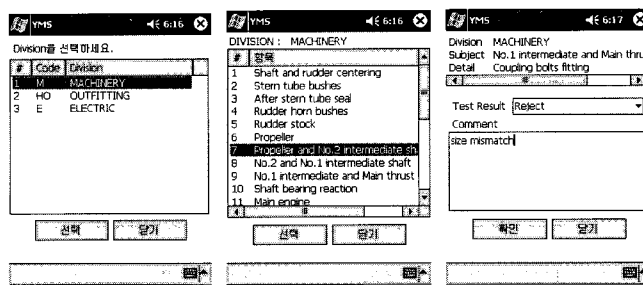 YMS 6:16
Division를 선택하세요.
# Code Division
1 M MACHINERY
2 HO OUTFITTING
3 E ELECTRIC
선택 닫기
YMS 6:16
DIVISION : MACHINERY
# 항목
1 Shaft and rudder centering
2 Stern tube bushes
3 After stern tube seal
4 Rudder horn bushes
5 Rudder stock
6 Propeller
7 Propeller and No.2 intermediate sh
8 No.2 and No.1 intermediate shaft
9 No.1 intermediate and Main thrust
10 Shaft bearing reaction
11 Main engine
선택 닫기
YMS 6:17
Division MACHINERY
Subject No.1 intermediate and Main thru
Detail Coupling bolts fitting
Test Result Reject
Comment
size mismatch
확인 닫기